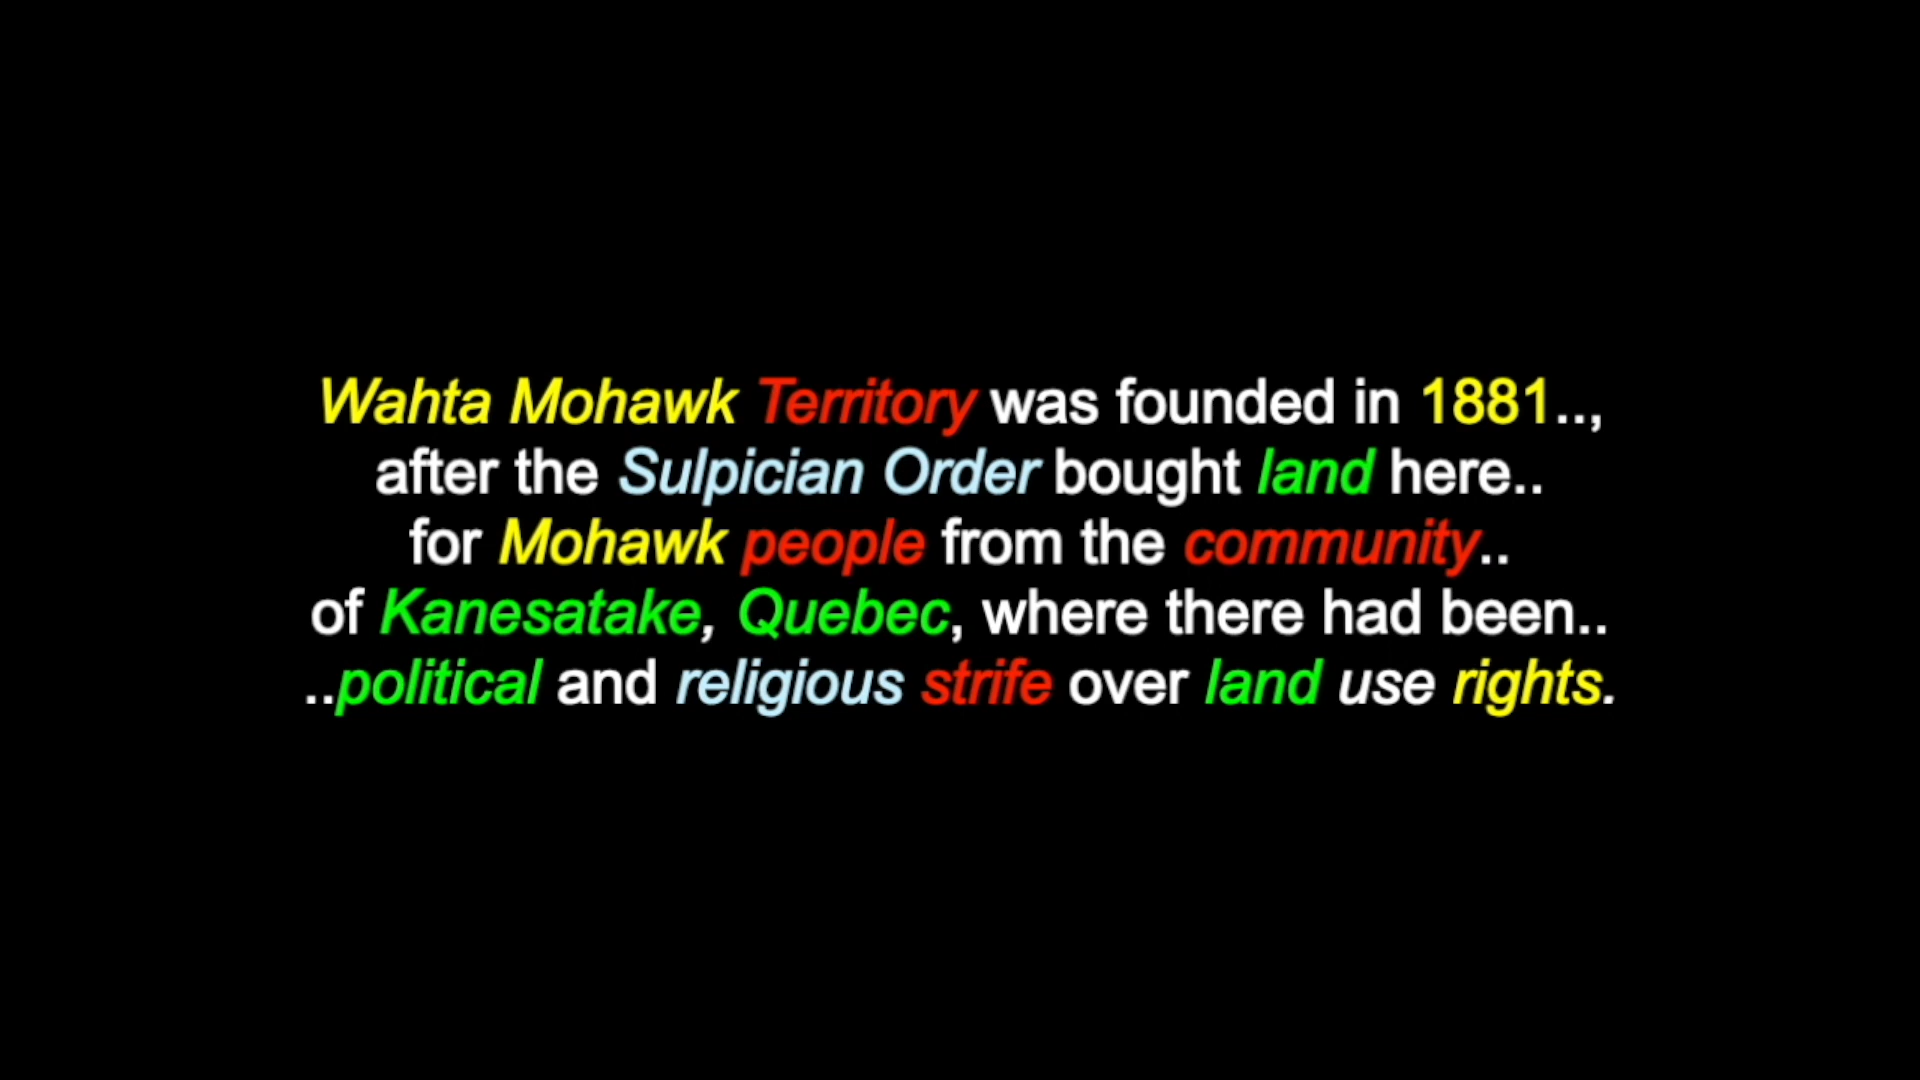 Wahta Mohawk Territory was founded in 1881..,
after the Sulpician Order bought land here..
for Mohawk people from the community..
of Kanesatake, Quebec, where there had been..
..political and religious strife over land use rights.